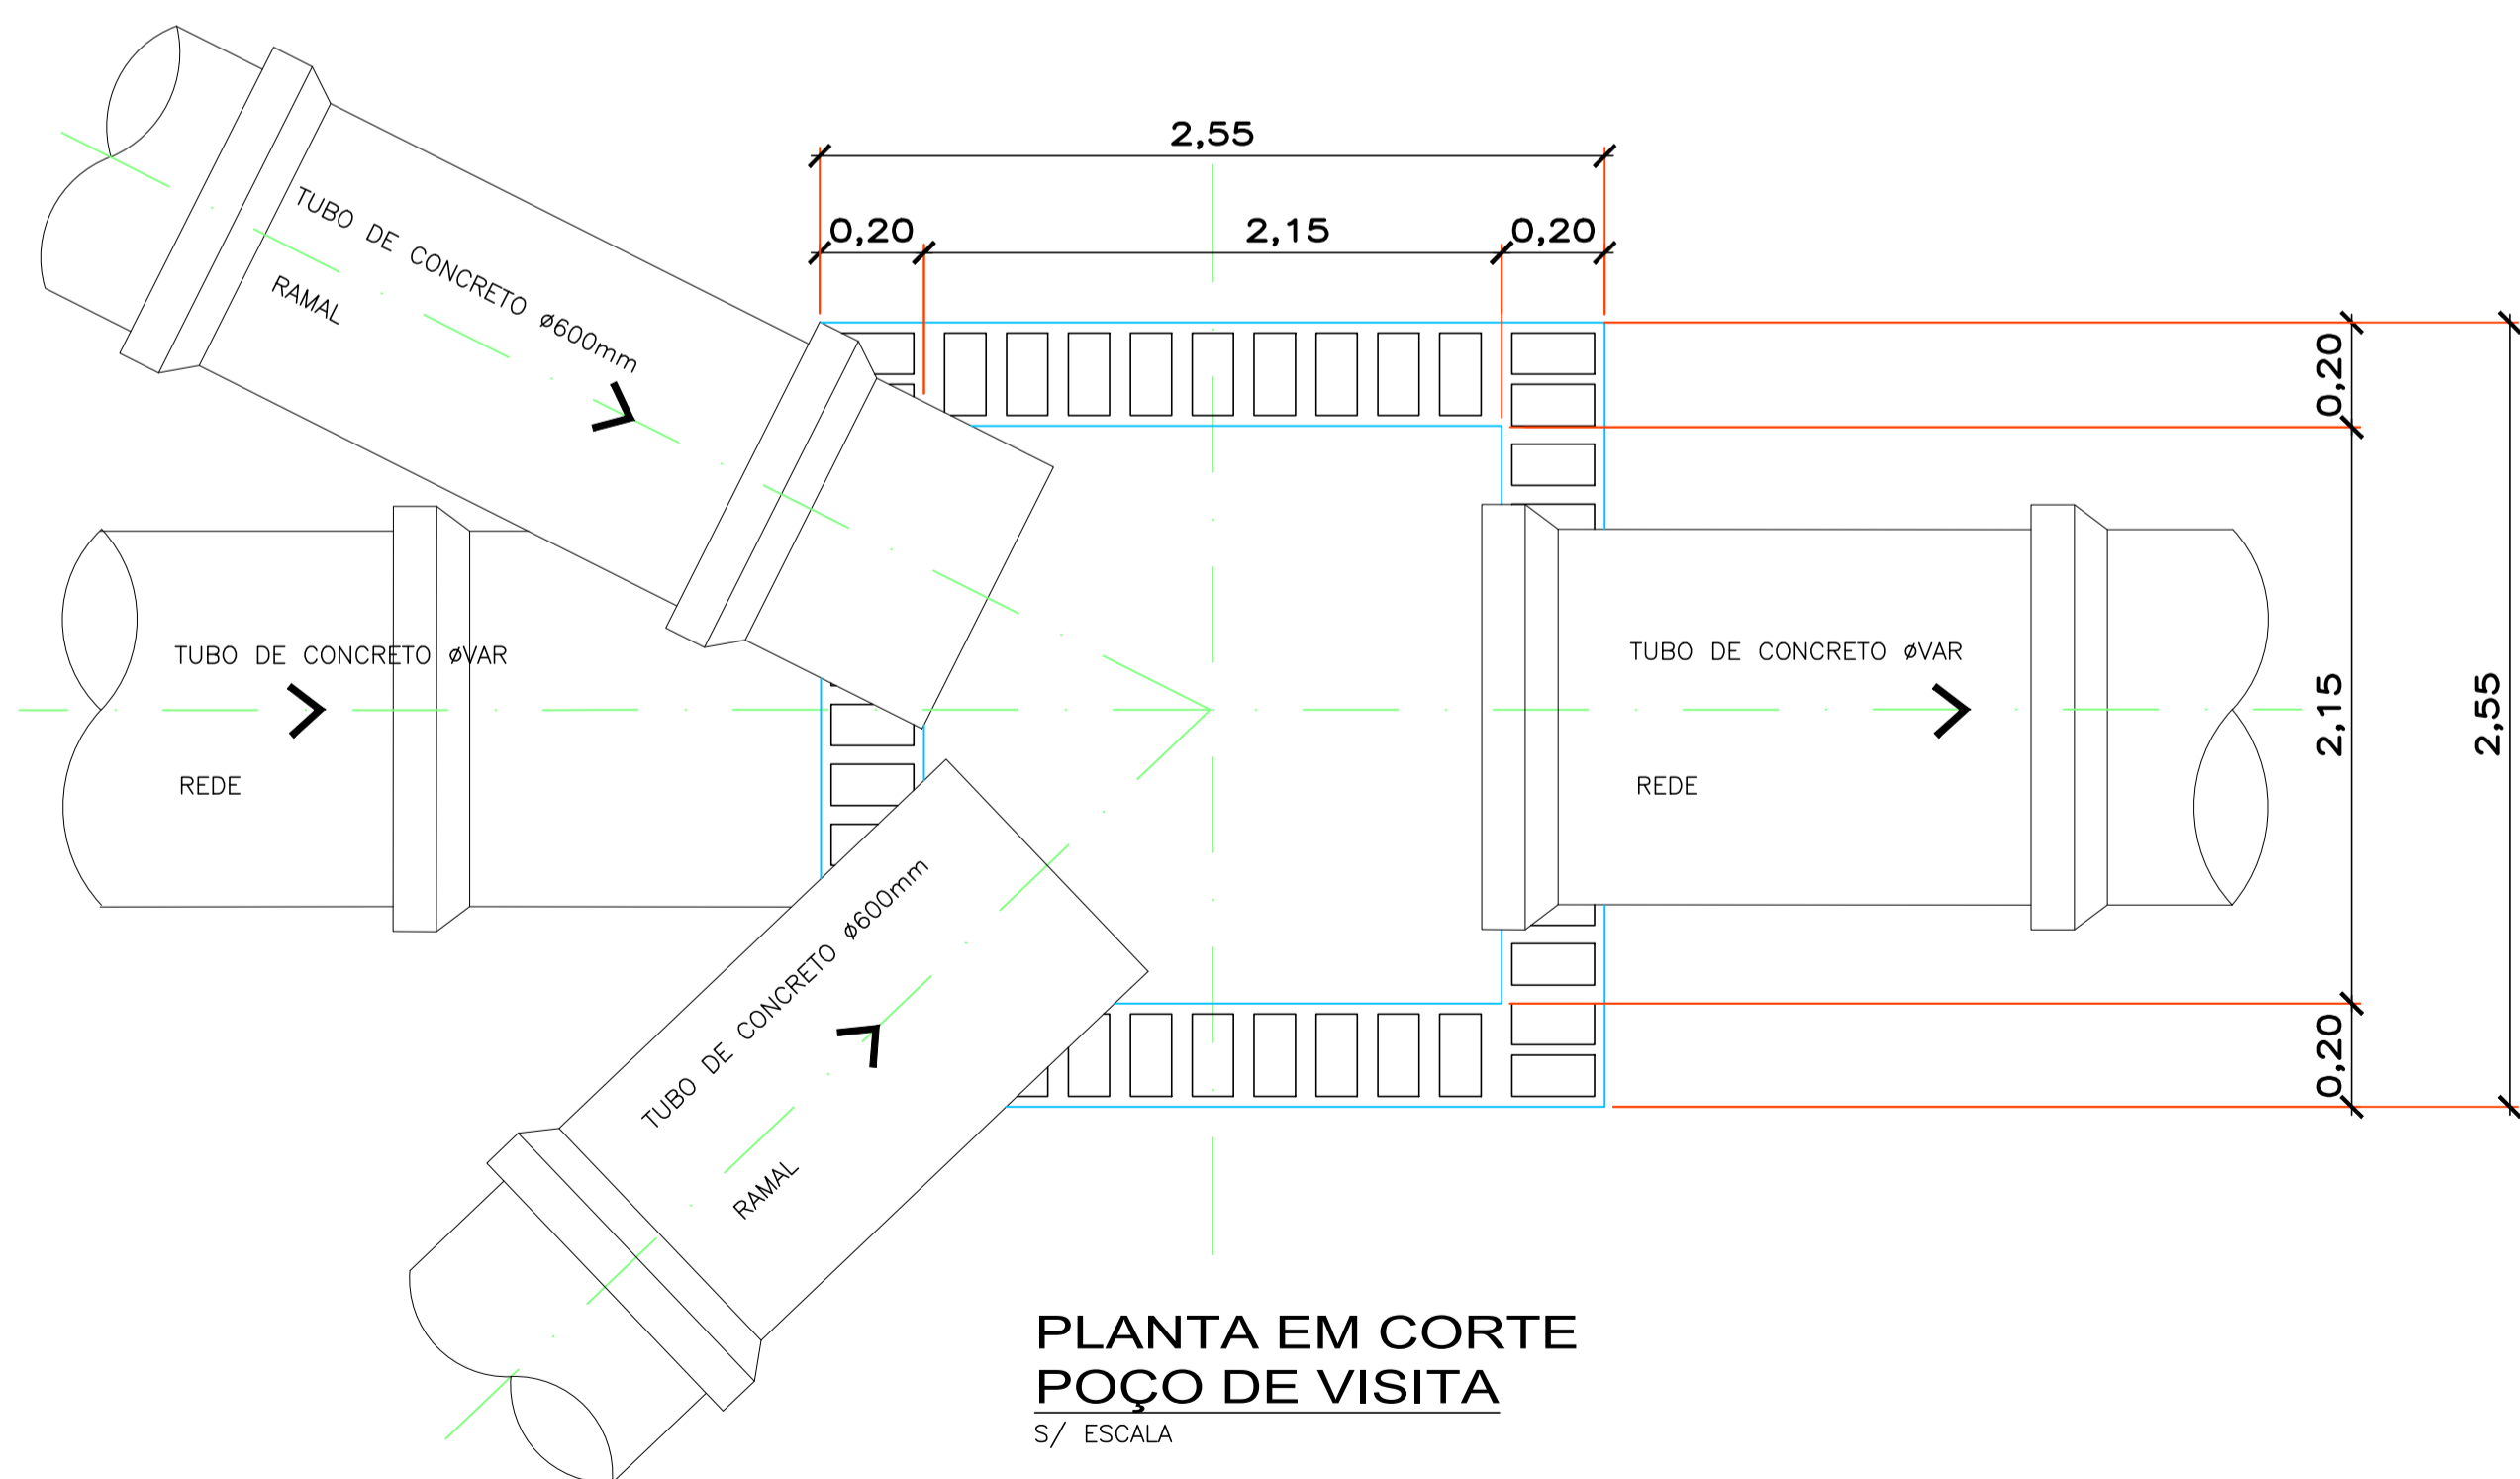 2,55
0,20
2,15
0,20
TUBO DE CONCRETO ø600mm
RAMAL
0,20
2,15
0,20
2,55
TUBO DE CONCRETO øVAR
REDE
TUBO DE CONCRETO øVAR
REDE
TUBO DE CONCRETO ø600mm
RAMAL
PLANTA EM CORTE
POÇO DE VISITA
S/ ESCALA